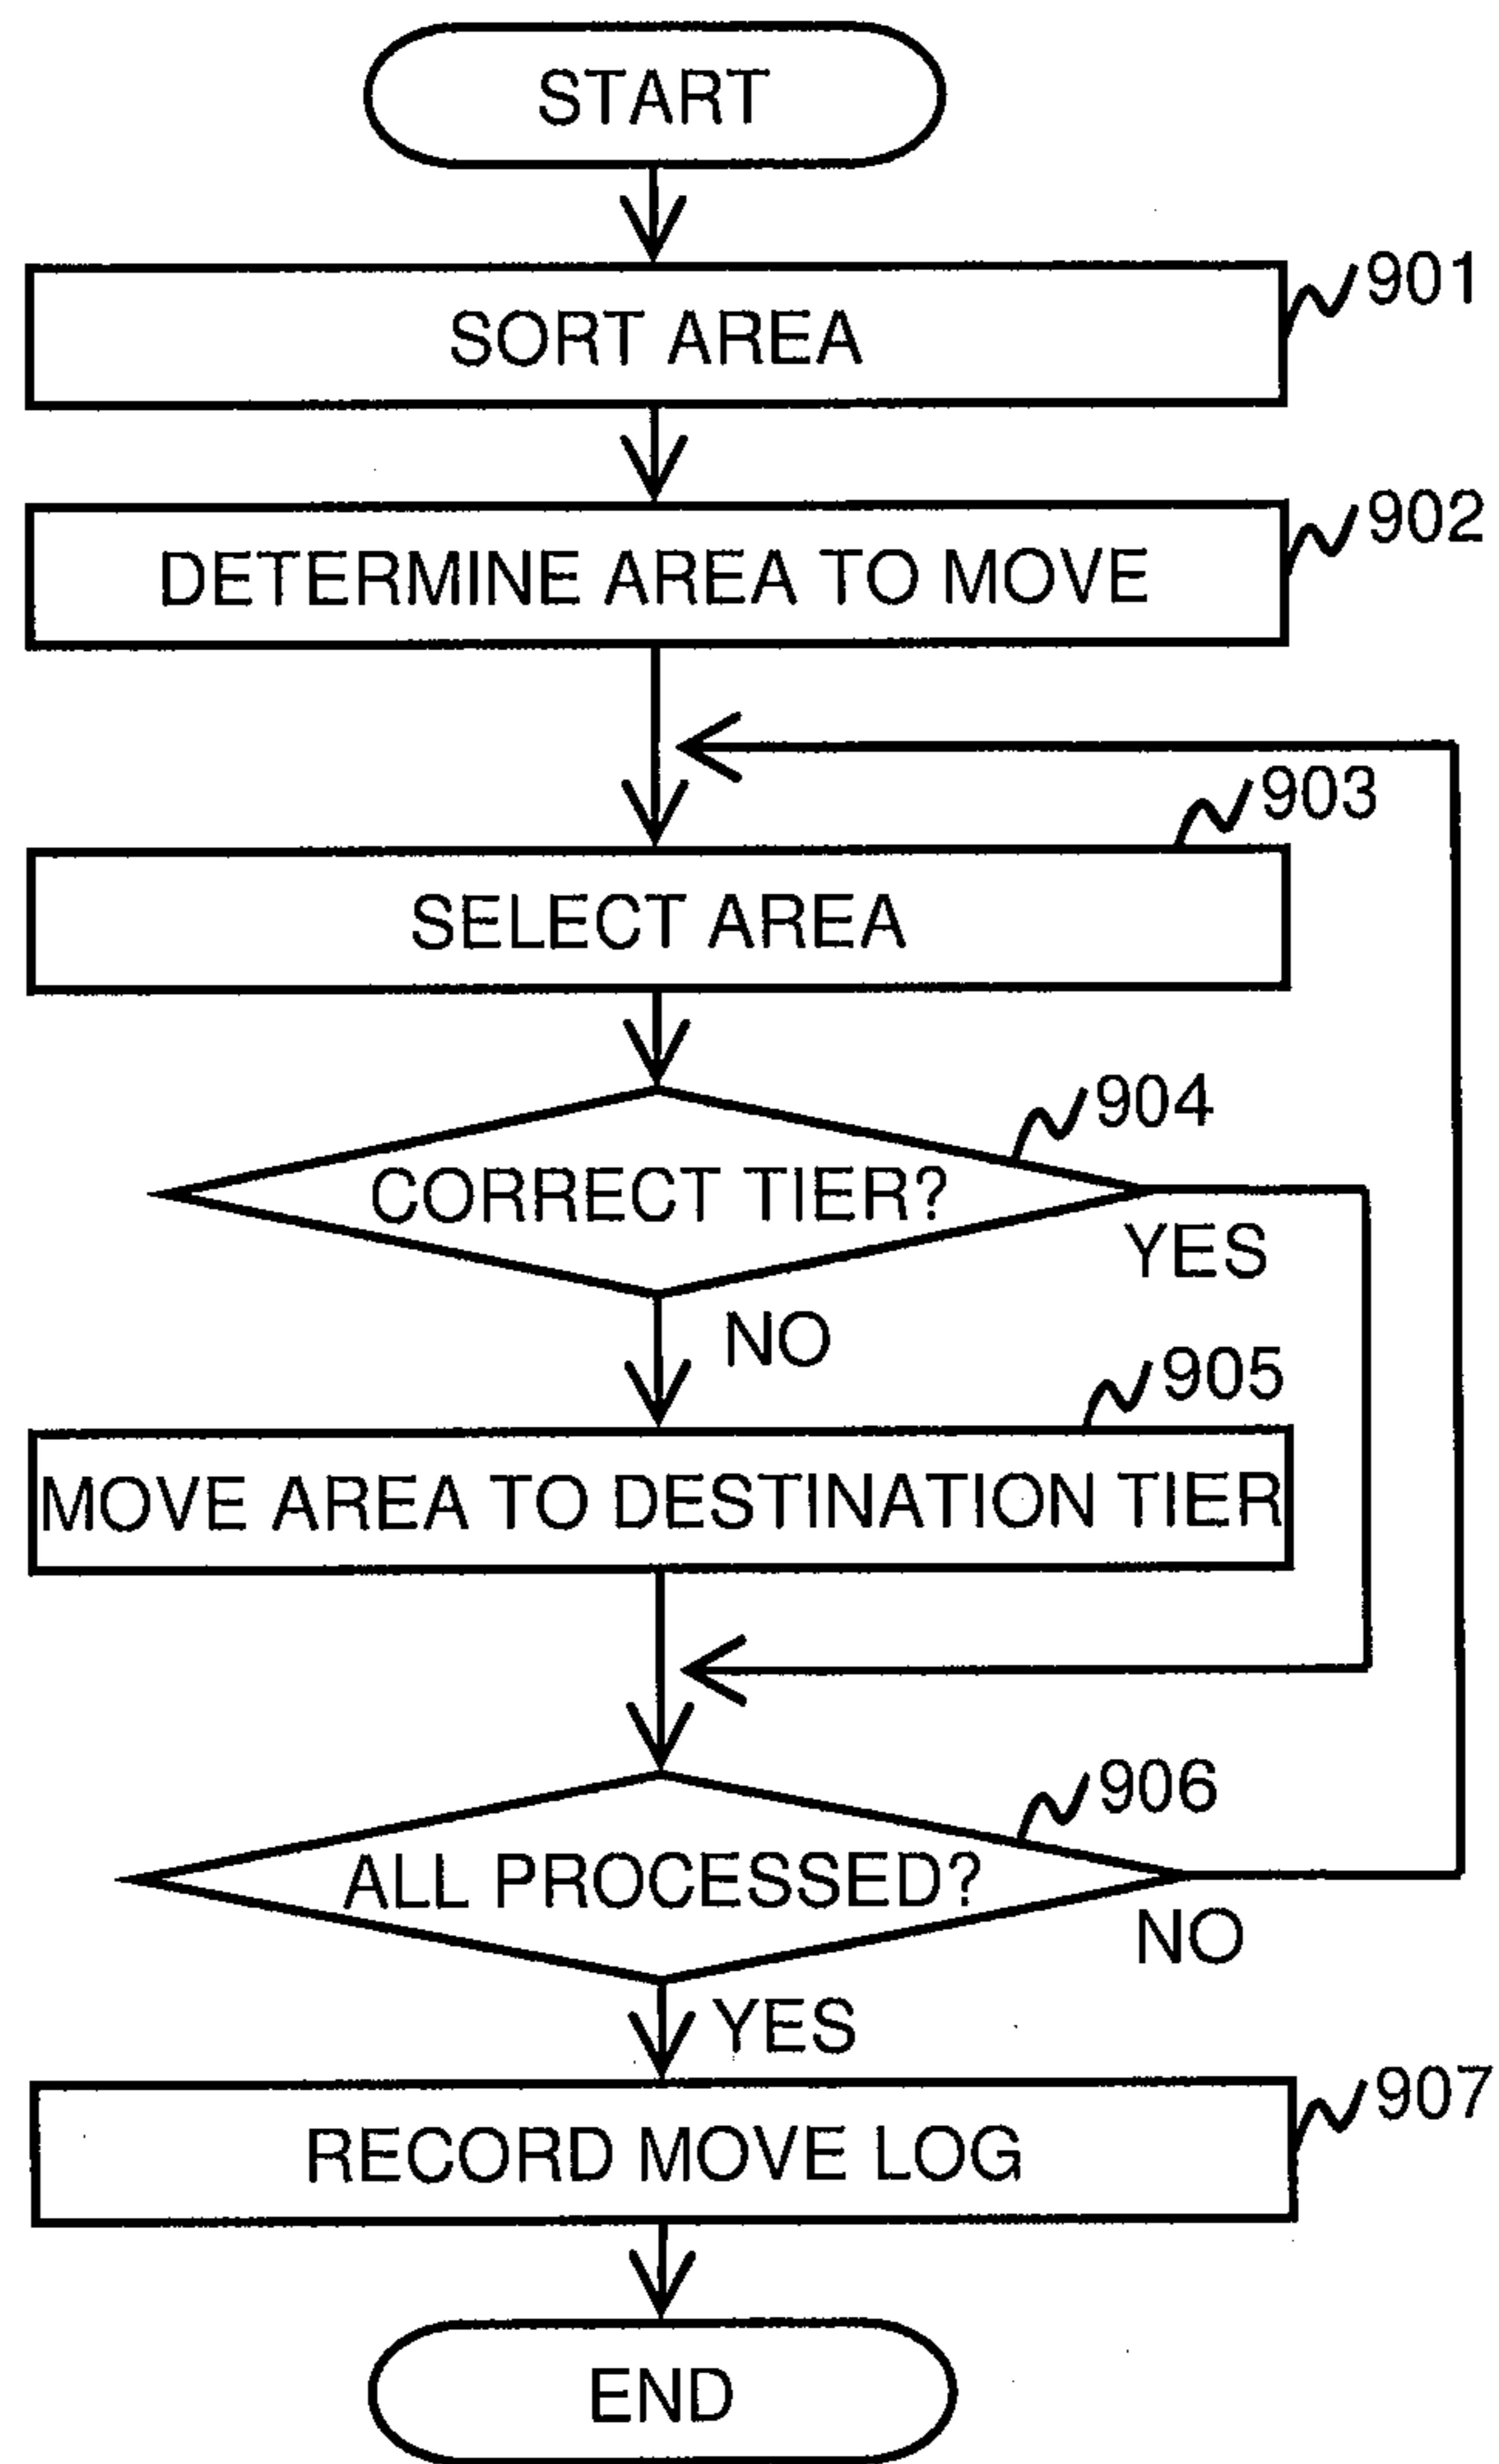 START
901
SORT AREA
902
DETERMINE AREA TO MOVE
903
SELECT AREA
904
CORRECT TIER?
YES
NO
905
MOVE AREA TO DESTINATION TIER
906
ALL PROCESSED?
NO
YES
907
RECORD MOVE LOG
END